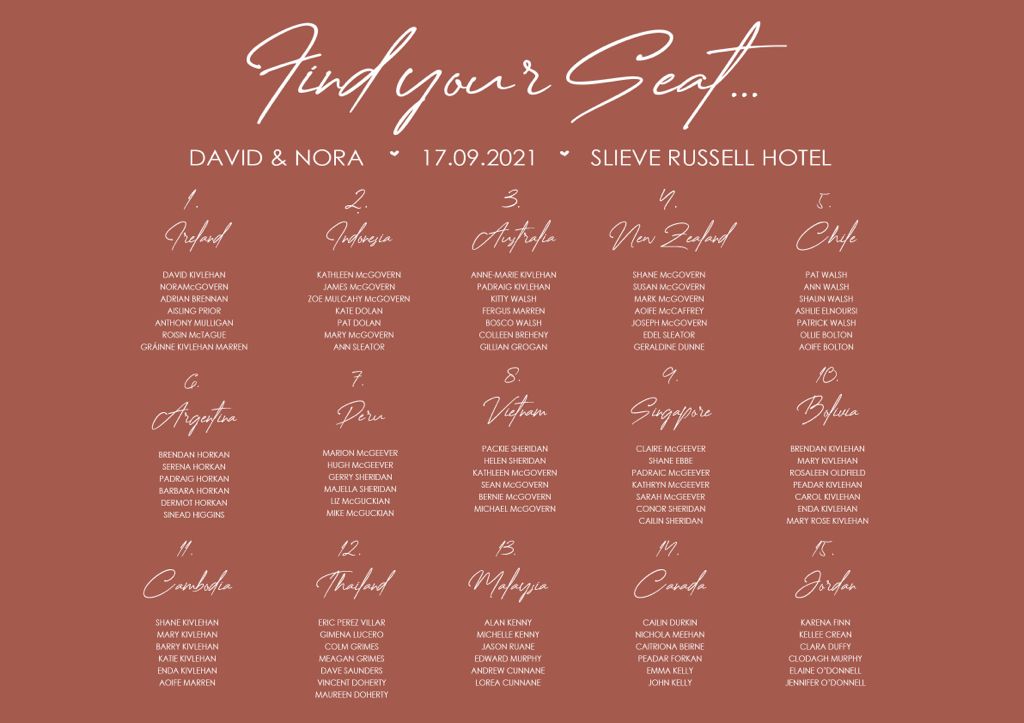 Find your Seat...
DAVID & NORA ❤ 17.09.2021 ❤ SLIEVE RUSSELL HOTEL
1.
Ireland
DAVID KIVLEHAN
NORAMcGOVERN
ADRIAN BRENNAN
AISLING PRIOR
ANTHONY MULLIGAN
ROISIN McTAGUE
GRÁINNE KIVLEHAN MARREN
2.
Indonesia
KATHLEEN McGOVERN
JAMES McGOVERN
ZOE MULCAHY McGOVERN
KATE DOLAN
PAT DOLAN
MARY McGOVERN
ANN SLEATOR
3.
Australia
ANNE-MARIE KIVLEHAN
PADRAIG KIVLEHAN
KITTY WALSH
FERGUS MARREN
BOSCO WALSH
COLLEEN BREHENY
GILLIAN GROGAN
4.
New Zealand
SHANE McGOVERN
SUSAN McGOVERN
MARK McGOVERN
AOIFE McCAFFREY
JOSEPH McGOVERN
EDEL SLEATOR
GERALDINE DUNNE
5.
Chile
PAT WALSH
ANN WALSH
SHAUN WALSH
ASHLIE ELNOURSI
PATRICK WALSH
OLLIE BOLTON
AOIFE BOLTON
6.
Argentina
BRENDAN HORKAN
SERENA HORKAN
PADRAIG HORKAN
BARBARA HORKAN
DERMOT HORKAN
SINEAD HIGGINS
7.
Peru
MARION McGEEVER
HUGH McGEEVER
GERRY SHERIDAN
MAJELLA SHERIDAN
LIZ McGUCKIAN
MIKE McGUCKIAN
8.
Vietnam
PACKIE SHERIDAN
HELEN SHERIDAN
KATHLEEN McGOVERN
SEAN McGOVERN
BERNIE McGOVERN
MICHAEL McGOVERN
9.
Singapore
CLAIRE McGEEVER
SHANE EBBE
PADRAIC McGEEVER
KATHRYN McGEEVER
SARAH McGEEVER
CONOR SHERIDAN
CAILIN SHERIDAN
10.
Bolivia
BRENDAN KIVLEHAN
MARY KIVLEHAN
ROSALEEN OLDFIELD
PEADAR KIVLEHAN
CAROL KIVLEHAN
ENDA KIVLEHAN
MARY ROSE KIVLEHAN
11.
Cambodia
SHANE KIVLEHAN
MARY KIVLEHAN
BARRY KIVLEHAN
KATIE KIVLEHAN
ENDA KIVLEHAN
AOIFE MARREN
12.
Thailand
ERIC PEREZ VILLAR
GIMENA LUCERO
COLM GRIMES
MEAGAN GRIMES
DAVE SAUNDERS
VINCENT DOHERTY
MAUREEN DOHERTY
13.
Malaysia
ALAN KENNY
MICHELLE KENNY
JASON RUANE
EDWARD MURPHY
ANDREW CUNNANE
LOREA CUNNANE
14.
Canada
CAILIN DURKIN
NICHOLA MEEHAN
CAITRIONA BEIRNE
PEADAR FORKAN
EMMA KELLY
JOHN KELLY
15.
Jordan
KARENA FINN
KELLEE CREAN
CLARA DUFFY
CLODAGH MURPHY
ELAINE O'DONNELL
JENNIFER O'DONNELL